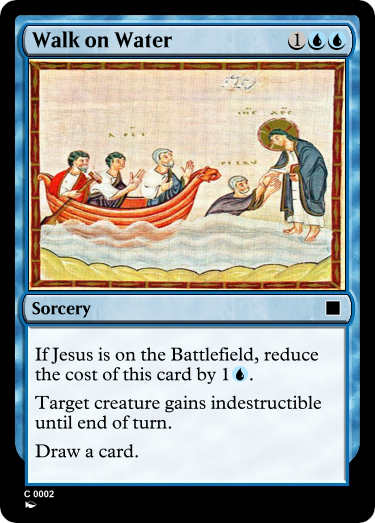 Walk on Water 1
Sorcery
If Jesus is on the Battlefield, reduce
the cost of this card by 1 .
Target creature gains indestructible
until end of turn.
Draw a card.
C 0002